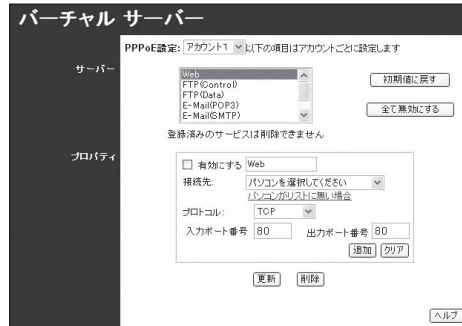 バーチャル サーバー
PPPoE設定: アカウント1 以下の項目はアカウントごとに設定します
サーバー
Web
FTP(Control)
FTP(Data)
E-Mail(POP3)
E-Mail(SMTP)
初期値に戻す
全て無効にする
登録済みのサービスは削除できません
プロパティ
有効にする Web
接続先: パソコンを選択してください
パソコンがリストに無い場合
プロトコル: TCP
入力ポート番号 80 出力ポート番号 80
追加 クリア
更新 削除
ヘルプ